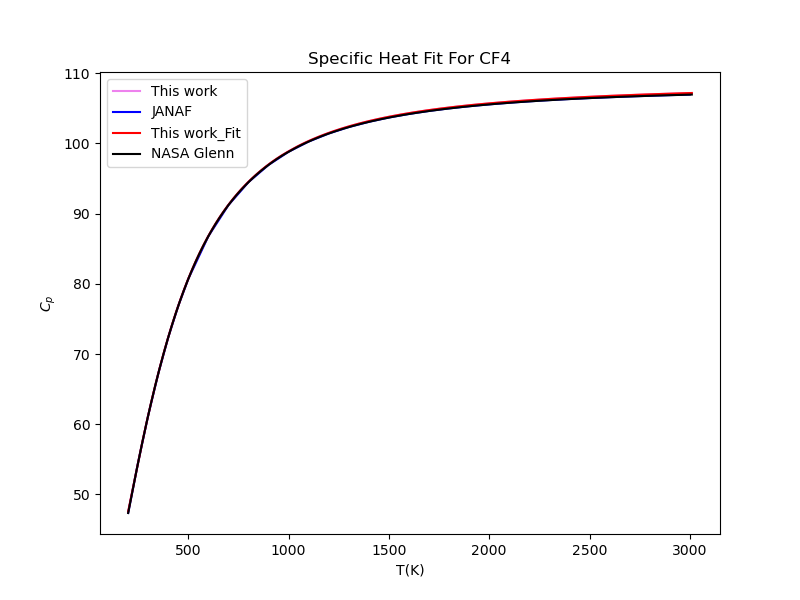 Specific Heat Fit For CF4
This work
JANAF
This work_Fit
NASA Glenn
110
100
90
80
70
60
50
C_p
500 1000 1500 2000 2500 3000
T(K)